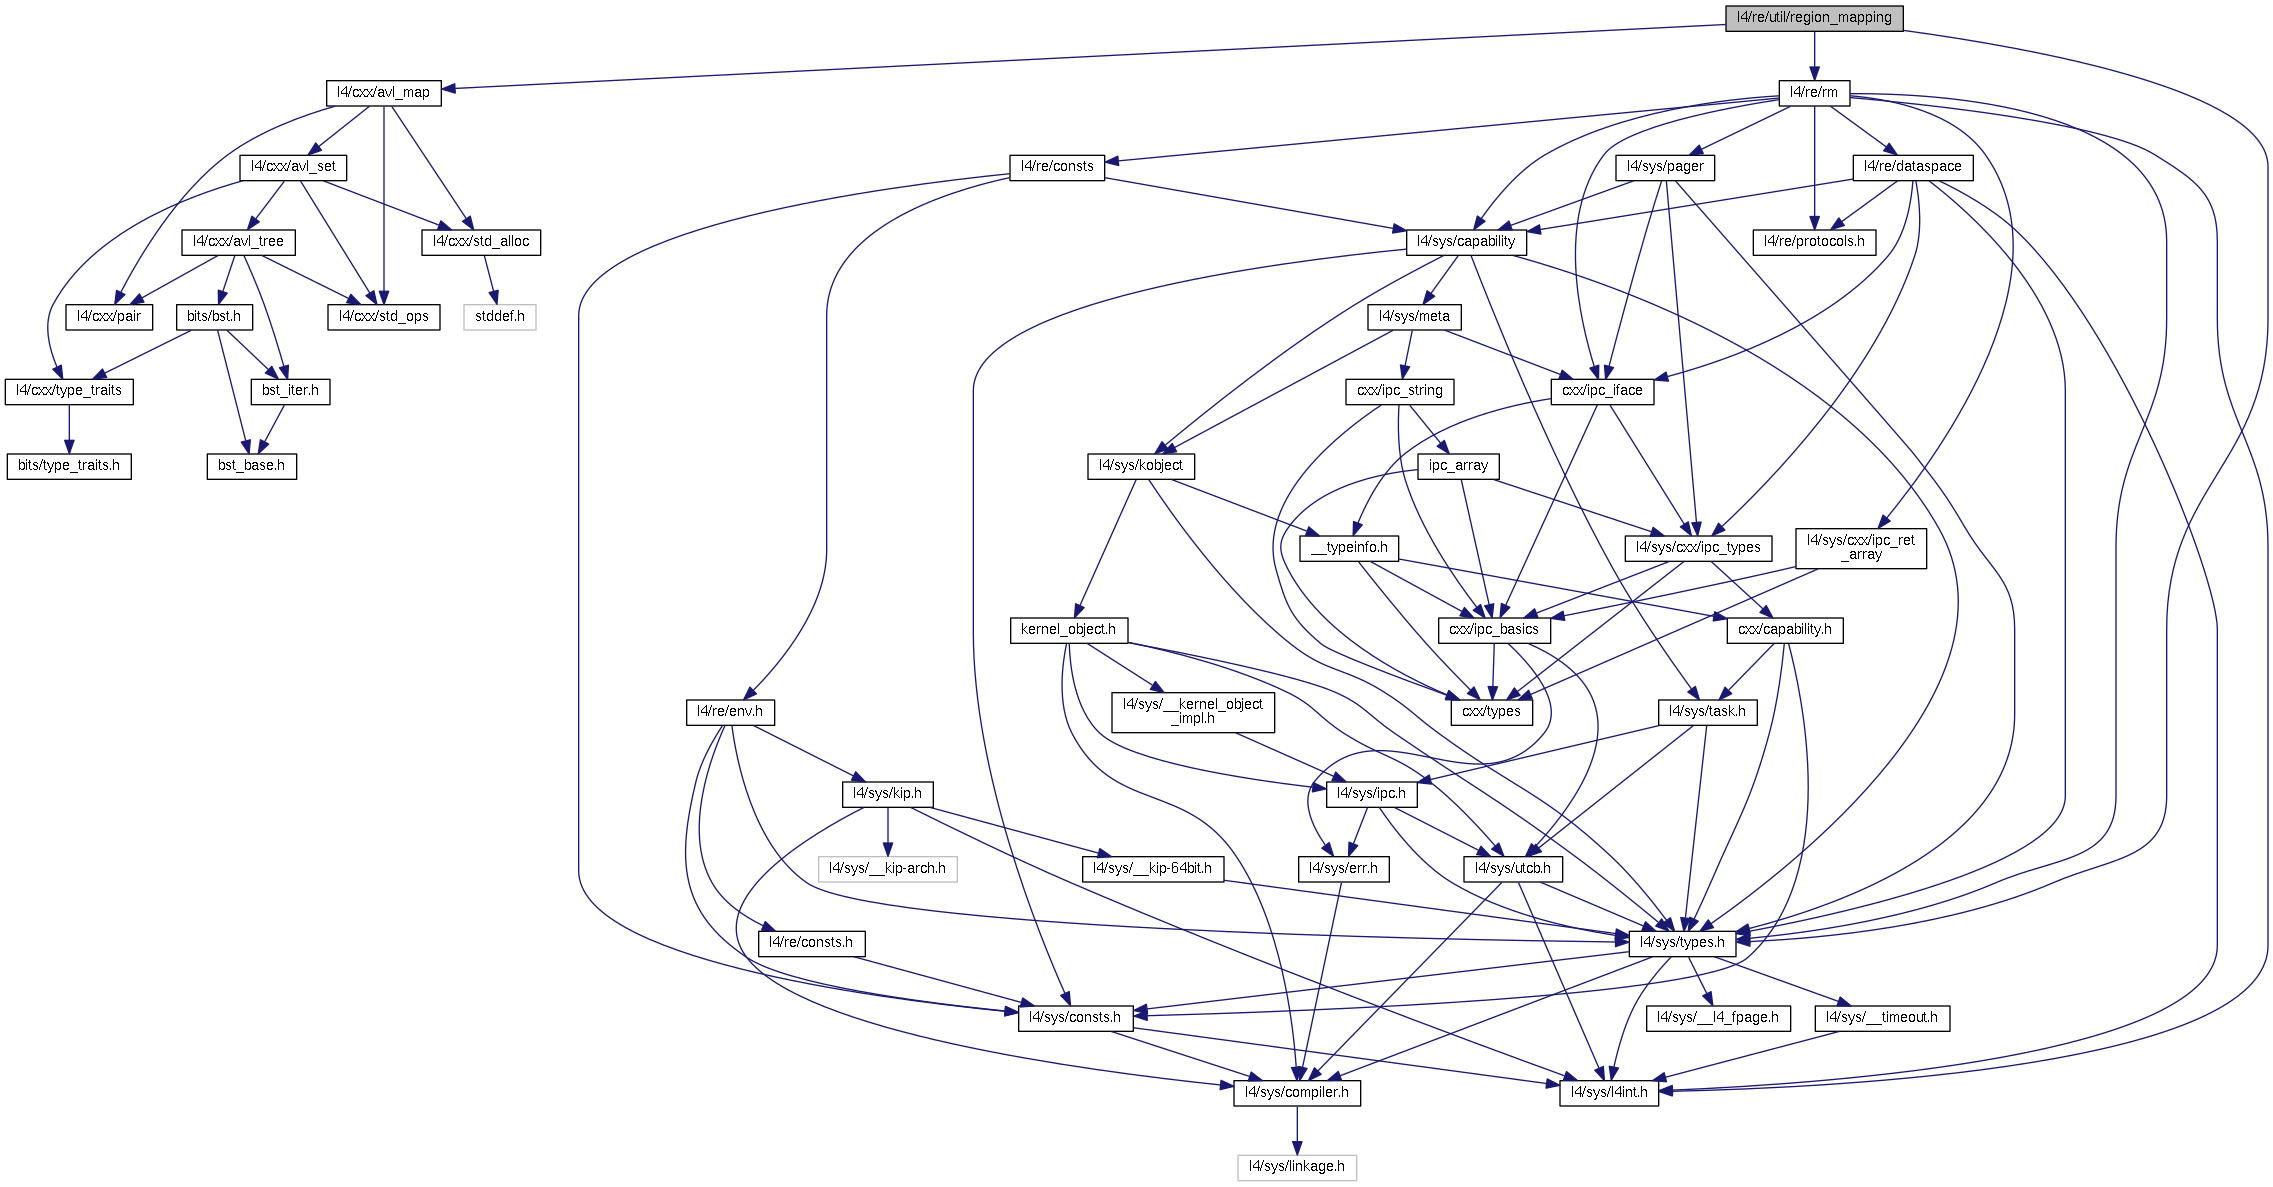 l4/re/util/region_mapping
l4/cxx/avl_map
l4/re/rm
l4/cxx/avl_set
l4/re/consts
l4/sys/pager
l4/re/dataspace
l4/cxx/avl_tree
l4/cxx/std_alloc
l4/sys/capability
l4/re/protocols.h
l4/cxx/pair
bits/bst.h
l4/cxx/std_ops
stddef.h
l4/sys/meta
l4/cxx/type_traits
bst_iter.h
cxx/ipc_string
cxx/ipc_iface
bits/type_traits.h
bst_base.h
l4/sys/kobject
ipc_array
__typeinfo.h
l4/sys/cxx/ipc_types
l4/sys/cxx/ipc_ret
_array
kernel_object.h
cxx/ipc_basics
cxx/capability.h
l4/re/env.h
l4/sys/__kernel_object
_impl.h
cxx/types
l4/sys/task.h
l4/sys/kip.h
l4/sys/ipc.h
l4/sys/__kip-arch.h
l4/sys/__kip-64bit.h
l4/sys/err.h
l4/sys/utcb.h
l4/re/consts.h
l4/sys/types.h
l4/sys/consts.h
l4/sys/__l4_fpage.h
l4/sys/__timeout.h
l4/sys/compiler.h
l4/sys/l4int.h
l4/sys/linkage.h